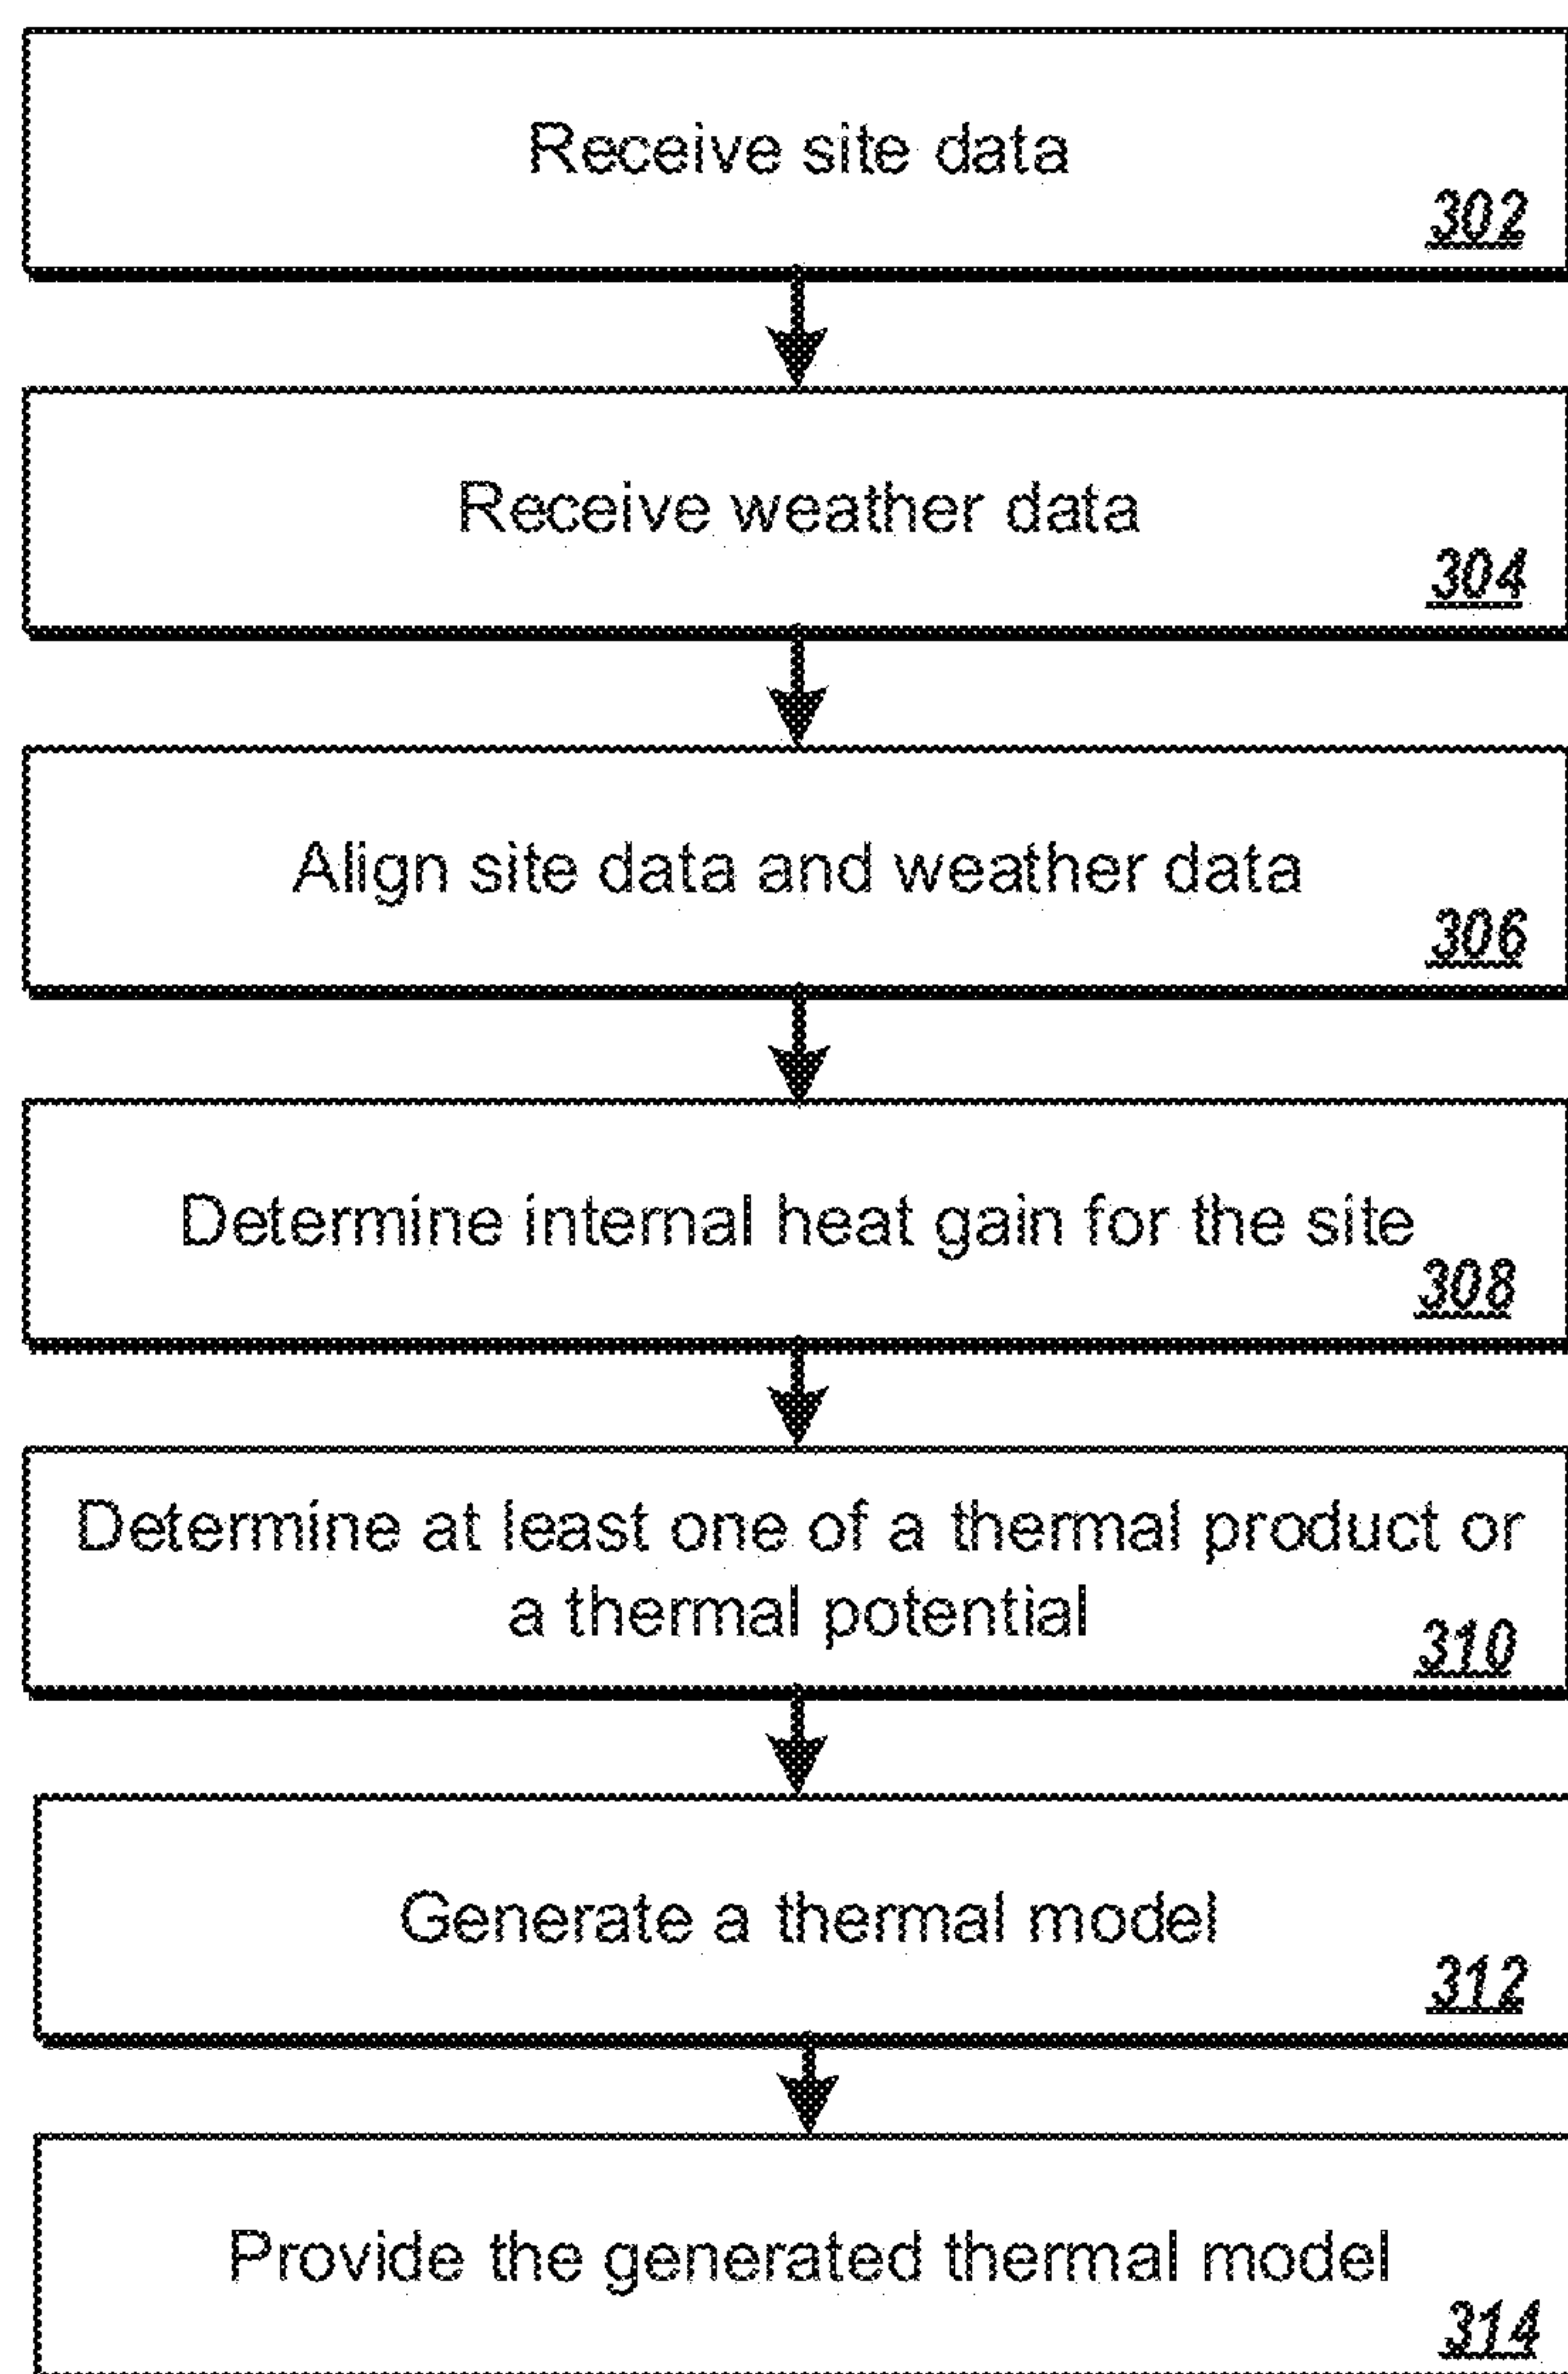 Receive site data
302
Receive weather data
304
Align site data and weather data
306
Determine internal heat gain for the site
308
Determine at least one of a thermal product or
a thermal potential
310
Generate a thermal model
312
Provide the generated thermal model
314